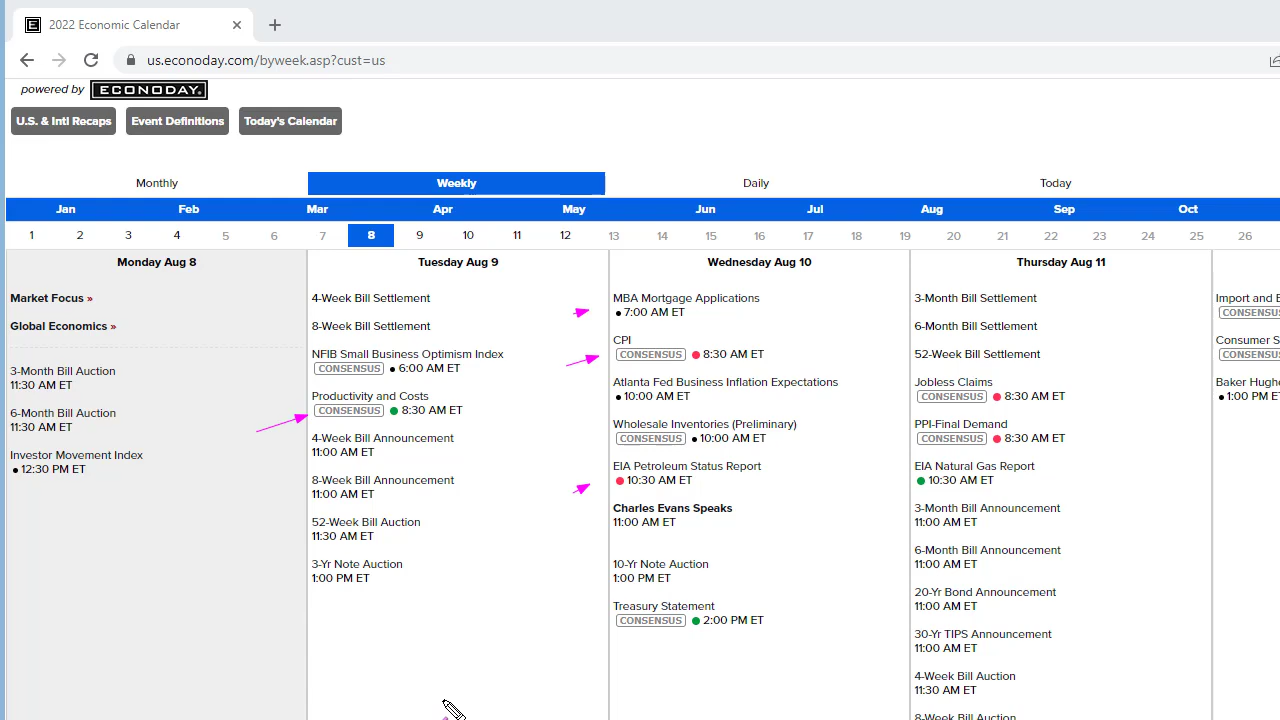 2022 Economic Calendar
us.econoday.com/byweek.asp?cust=us
powered by ECONODAY.
U.S. & Intl Recaps Event Definitions Today's Calendar
Monthly Weekly Daily Today
Jan Feb Mar Apr May Jun Jul Aug Sep Oct
1 2 3 4 5 6 7 8 9 10 11 12 13 14 15 16 17 18 19 20 21 22 23 24 25 26
Monday Aug 8
Market Focus »
Global Economics »
3-Month Bill Auction
11:30 AM ET
6-Month Bill Auction
11:30 AM ET
Investor Movement Index
12:30 PM ET
Tuesday Aug 9
4-Week Bill Settlement
8-Week Bill Settlement
NFIB Small Business Optimism Index
CONSENSUS 6:00 AM ET
Productivity and Costs
CONSENSUS 8:30 AM ET
4-Week Bill Announcement
11:00 AM ET
8-Week Bill Announcement
11:00 AM ET
52-Week Bill Auction
11:30 AM ET
3-Yr Note Auction
1:00 PM ET
Wednesday Aug 10
MBA Mortgage Applications
7:00 AM ET
CPI
CONSENSUS 8:30 AM ET
Atlanta Fed Business Inflation Expectations
10:00 AM ET
Wholesale Inventories (Preliminary)
CONSENSUS 10:00 AM ET
EIA Petroleum Status Report
10:30 AM ET
Charles Evans Speaks
11:00 AM ET
10-Yr Note Auction
1:00 PM ET
Treasury Statement
CONSENSUS 2:00 PM ET
Thursday Aug 11
3-Month Bill Settlement
6-Month Bill Settlement
52-Week Bill Settlement
Jobless Claims
CONSENSUS 8:30 AM ET
PPI-Final Demand
CONSENSUS 8:30 AM ET
EIA Natural Gas Report
10:30 AM ET
3-Month Bill Announcement
11:00 AM ET
6-Month Bill Announcement
11:00 AM ET
20-Yr Bond Announcement
11:00 AM ET
30-Yr TIPS Announcement
11:00 AM ET
4-Week Bill Auction
11:30 AM ET
8-Week Bill Auction
Import and
Consumer
Baker
1:00 PM